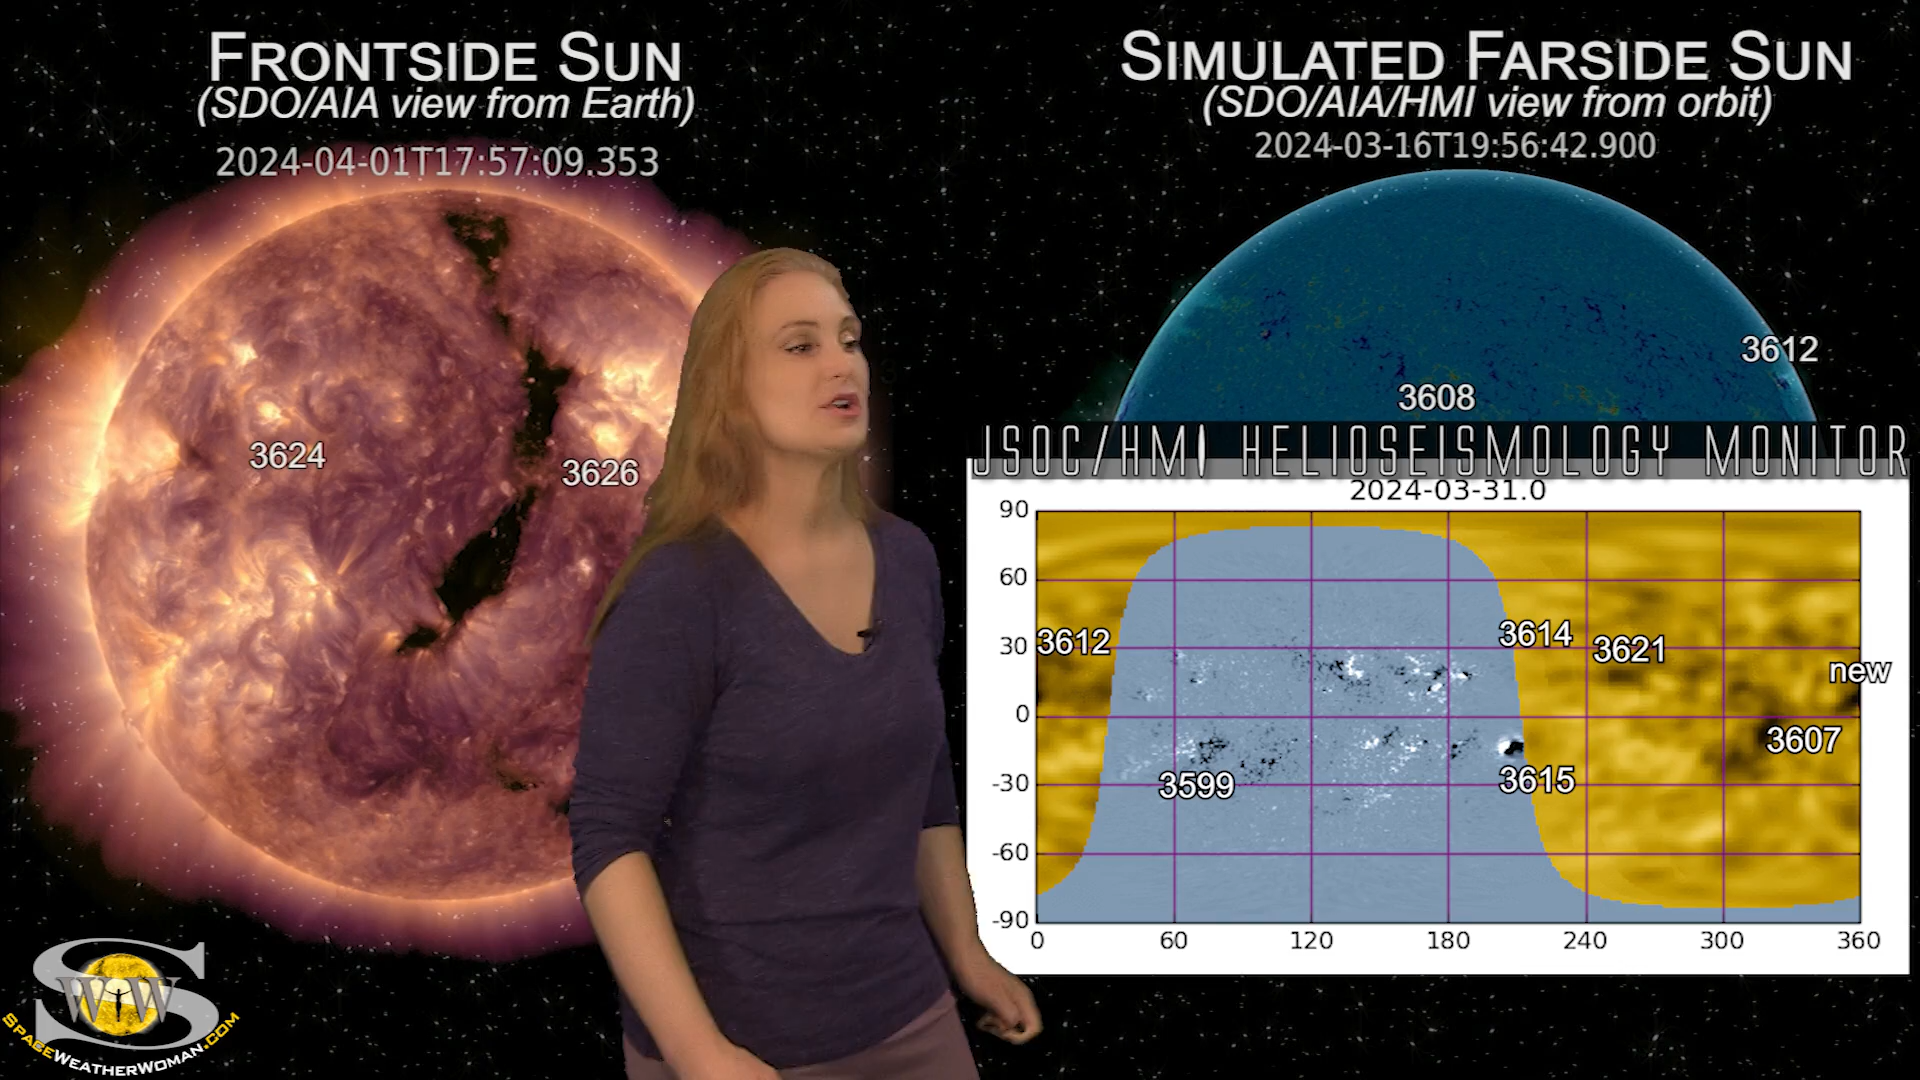 FRONTSIDE SUN
(SDO/AIA view from Earth)
2024-04-01T17:57:09.353
3624
3626
SIMULATED FARSIDE SUN
(SDO/AIA/HMI view from orbit)
2024-03-16T19:56:42.900
3612
3608
JSOC/HMI HELIOSEISMOLOGY MONITOR
2024-03-31.0
90
60
30
0
-30
-60
-90
3612
3614
3621
new
3607
3599
3615
0
60
120
180
240
300
360
SWW
SPACEWEATHERWOMAN.COM